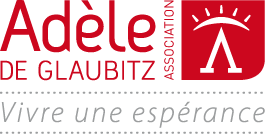 Adèle
DE GLAUBITZ
ASSOCIATION
Vivre une espérance